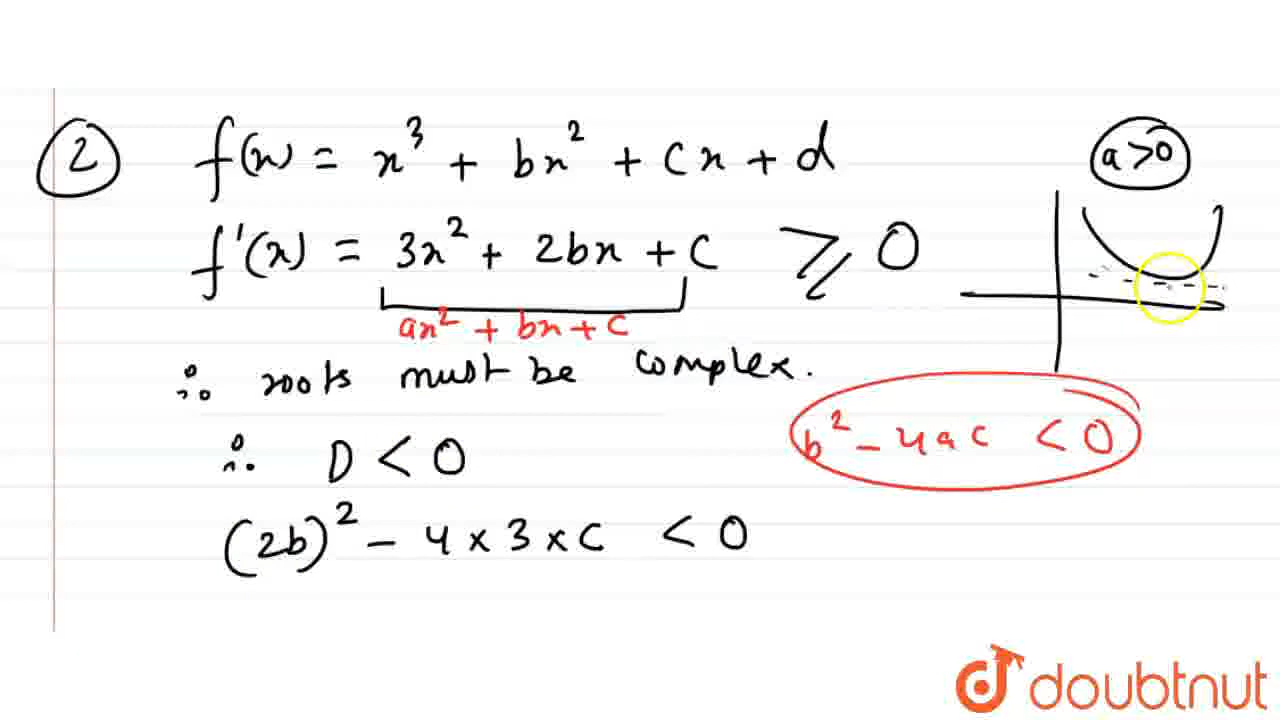 2 f(x) = x³ + bx² + cx + d
a>0
f'(x) = 3x² + 2bx + c ≥ 0
ax² + bx + c
∴ roots must be complex.
b² - 4ac < 0
∴ D < 0
(2b)² - 4 × 3 × c < 0
doubtnut